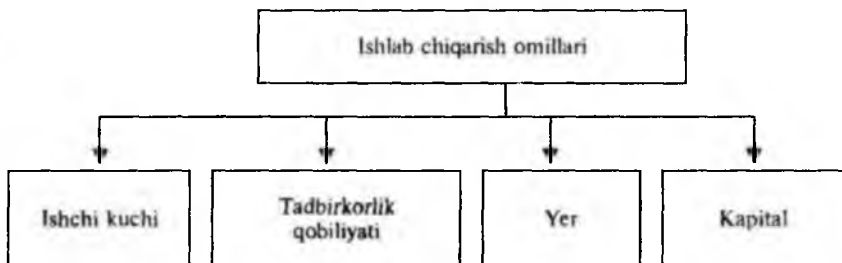 Ishlab chiqarish omillari
Ishchi kuchi
Tadbirkorlik
qobiliyati
Yer
Kapital